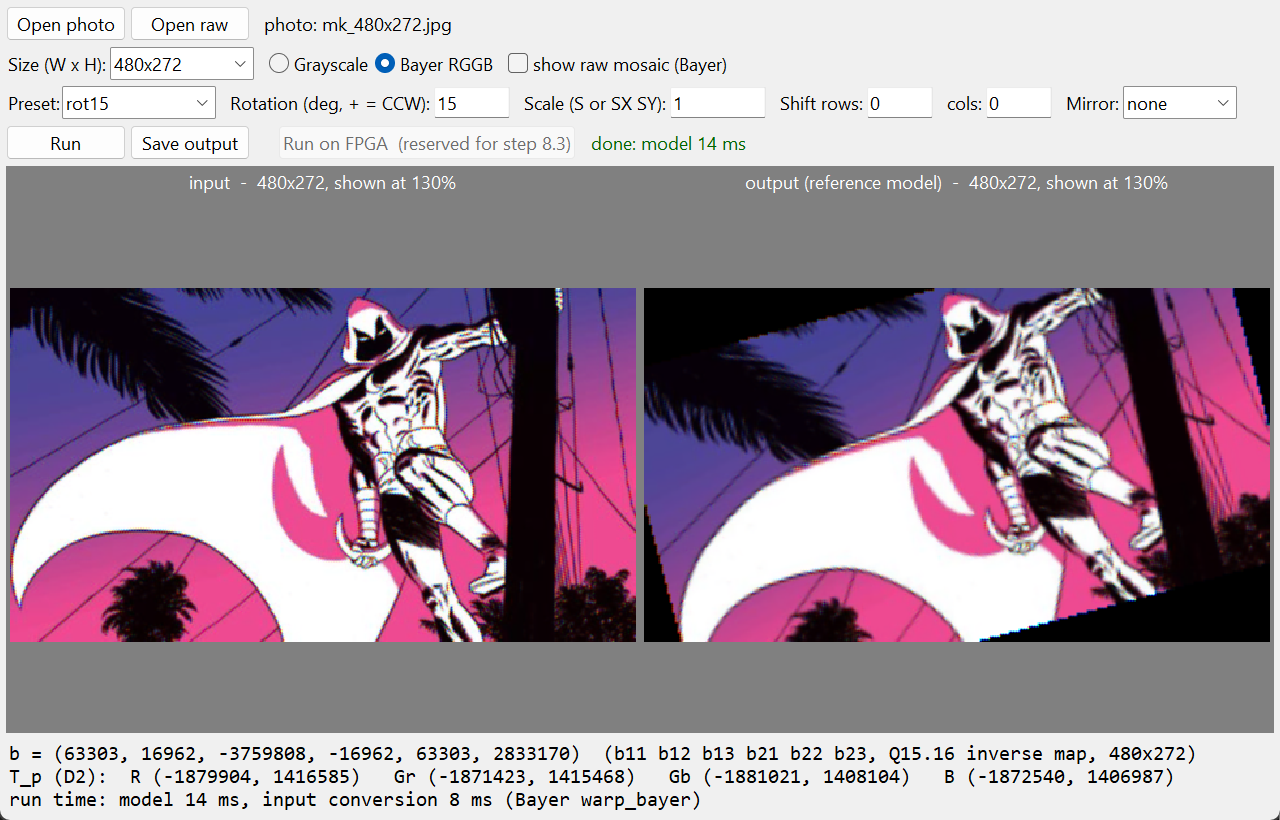 Open photo Open raw photo: mk_480x272.jpg
Size (W x H): 480x272 Grayscale Bayer RGGB show raw mosaic (Bayer)
Preset: rot15 Rotation (deg, + = CCW): 15 Scale (S or SX SY): 1 Shift rows: 0 cols: 0 Mirror: none
Run Save output Run on FPGA (reserved for step 8.3) done: model 14 ms
input - 480x272, shown at 130% output (reference model) - 480x272, shown at 130%
b = (63303, 16962, -3759808, -16962, 63303, 2833170) (b11 b12 b13 b21 b22 b23, Q15.16 inverse map, 480x272)
T_p (D2): R (-1879904, 1416585) Gr (-1871423, 1415468) Gb (-1881021, 1408104) B (-1872540, 1406987)
run time: model 14 ms, input conversion 8 ms (Bayer warp_bayer)